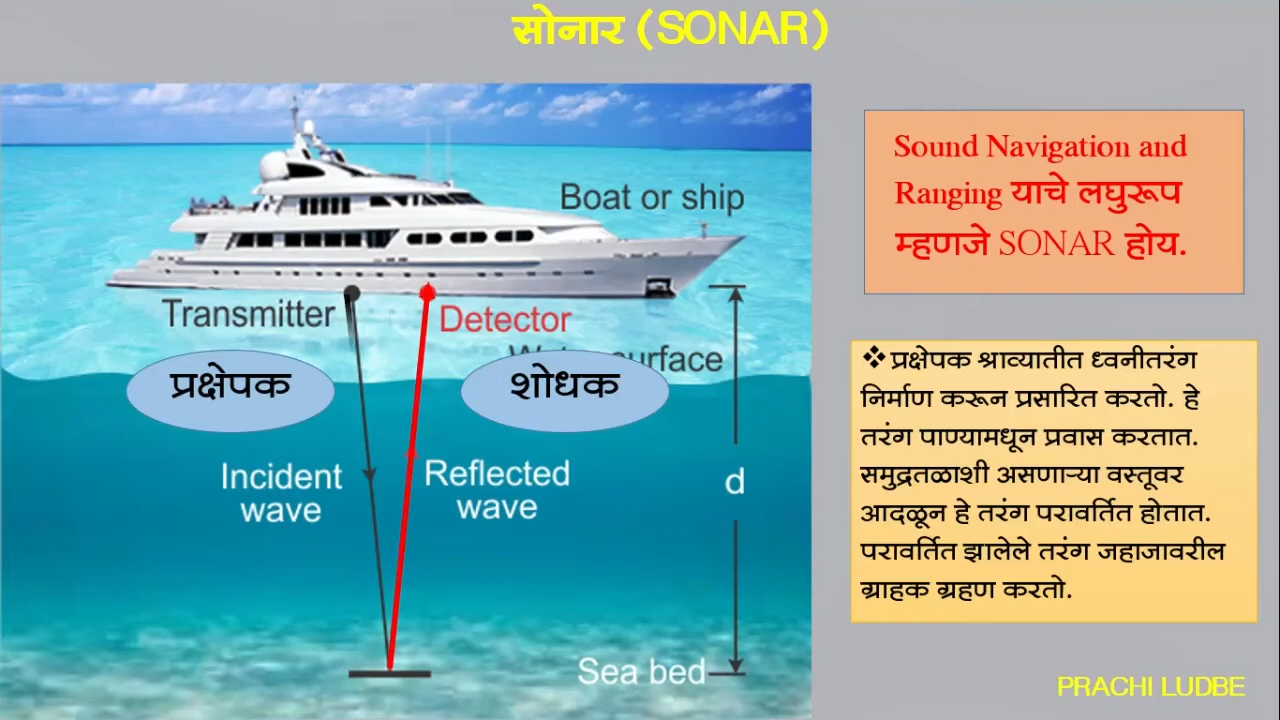 सोनार (SONAR)
Boat or ship
Transmitter
Detector
surface
प्रक्षेपक
शोधक
Incident
wave
Reflected
wave
d
Sea bed
Sound Navigation and
Ranging याचे लघुरूप
म्हणजे SONAR होय.
❖प्रक्षेपक श्राव्यातीत ध्वनीतरंग
निर्माण करून प्रसारित करतो. हे
तरंग पाण्यामधून प्रवास करतात.
समुद्रतळाशी असणाऱ्या वस्तूवर
आदळून हे तरंग परावर्तित होतात.
परावर्तित झालेले तरंग जहाजावरील
ग्राहक ग्रहण करतो.
PRACHI LUDBE